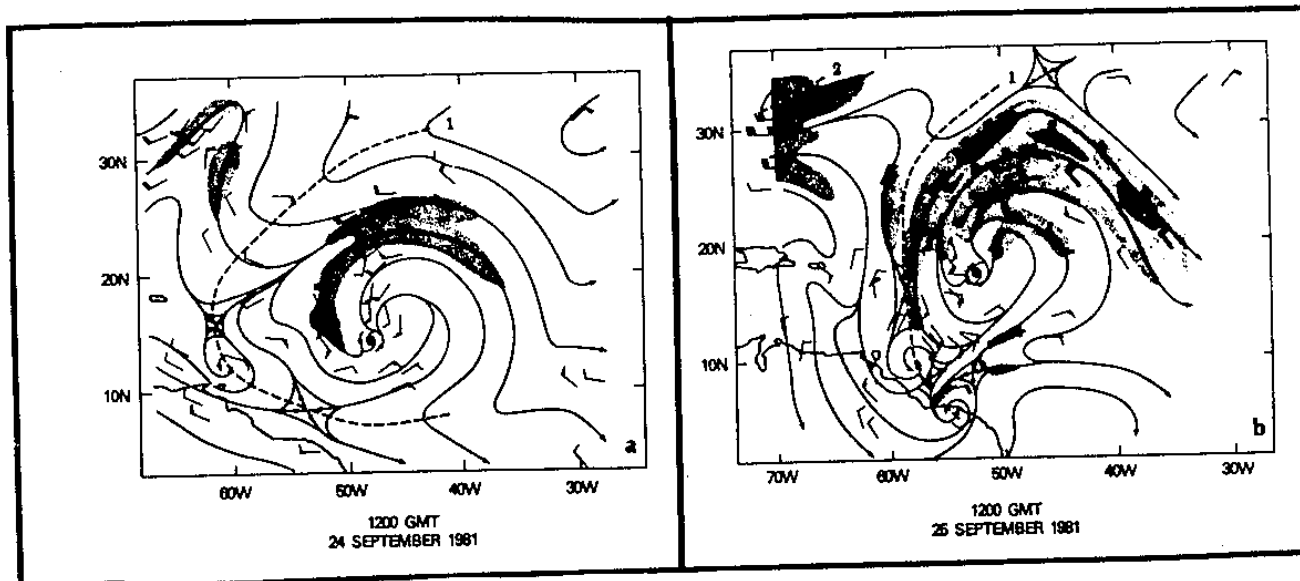 1
30N
20N
10N
a
60W 50W 40W 30W
1200 GMT
24 SEPTEMBER 1981
2 1
30N
20N
10N
b
70W 60W 50W 40W 30W
1200 GMT
25 SEPTEMBER 1981